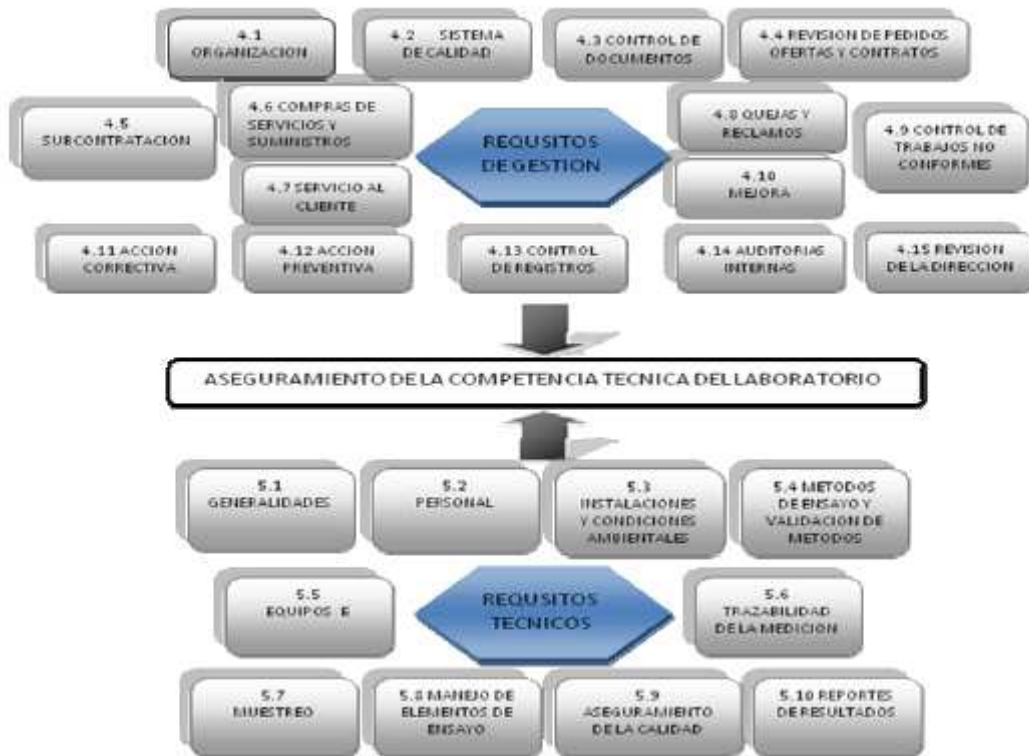 4.1
ORGANIZACION
4.2 SISTEMA
DE CALIDAD
4.3 CONTROL DE
DOCUMENTOS
4.4 REVISION DE PEDIDOS
OFERTAS Y CONTRATOS
4.5
SUBCONTRATACION
4.6 COMPRAS DE
SERVICIOS Y
SUMINISTROS
REQUSITOS
DE GESTION
4.8 QUEJAS Y
RECLAMOS
4.9 CONTROL DE
TRABAJOS NO
CONFORMES
4.7 SERVICIO AL
CLIENTE
4.10
MEJORA
4.11 ACCION
CORRECTIVA
4.12 ACCION
PREVENTIVA
4.13 CONTROL
DE REGISTROS
4.14 AUDITORIAS
INTERNAS
4.15 REVISION
DE LA DIRECCION
ASEGURAMIENTO DE LA COMPETENCIA TECNICA DEL LABORATORIO
5.1
GENERALIDADES
5.2
PERSONAL
5.3
INSTALACIONES
Y CONDICIONES
AMBIENTALES
5.4 METODOS
DE ENSAYO Y
VALIDACION DE
METODOS
5.5
EQUIPOS E
REQUSITOS
TECNICOS
5.6
TRAZABILIDAD
DE LA MEDICION
5.7
MUESTREO
5.8 MANEJO DE
ELEMENTOS DE
ENSAYO
5.9
ASEGURAMIENTO
DE LA CALIDAD
5.10 REPORTES
DE RESULTADOS